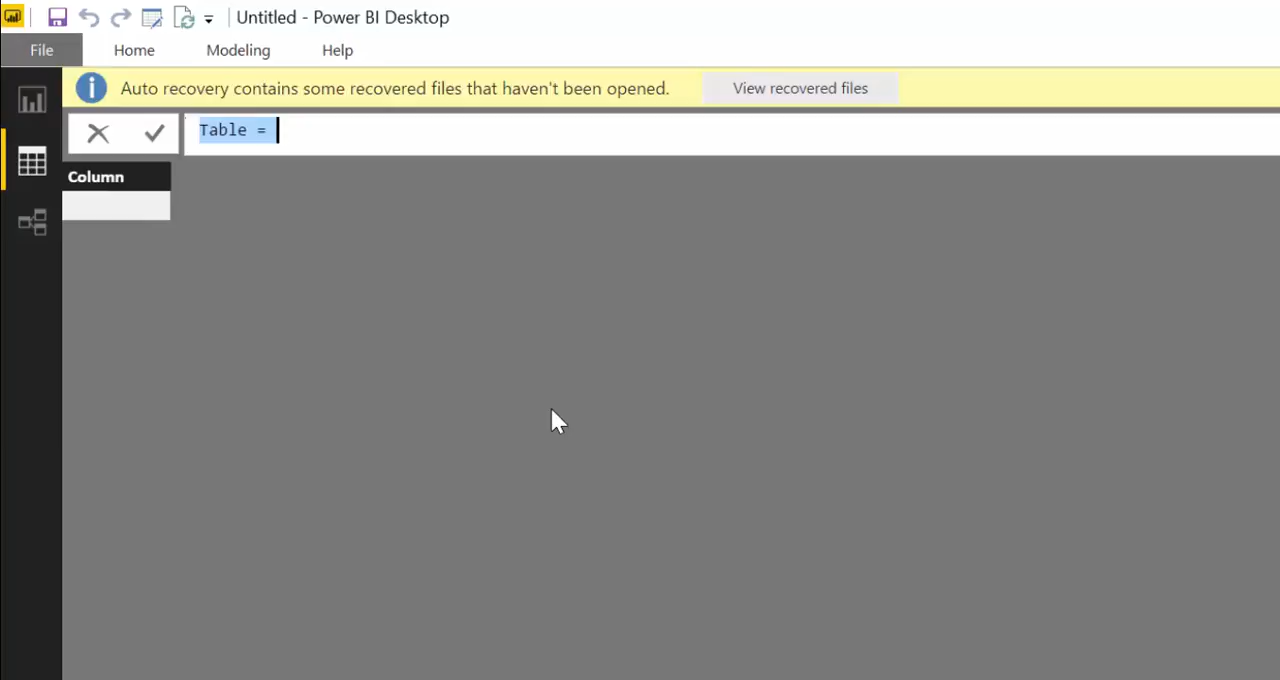 Untitled - Power BI Desktop
File Home Modeling Help
Auto recovery contains some recovered files that haven't been opened. View recovered files
Table =
Column